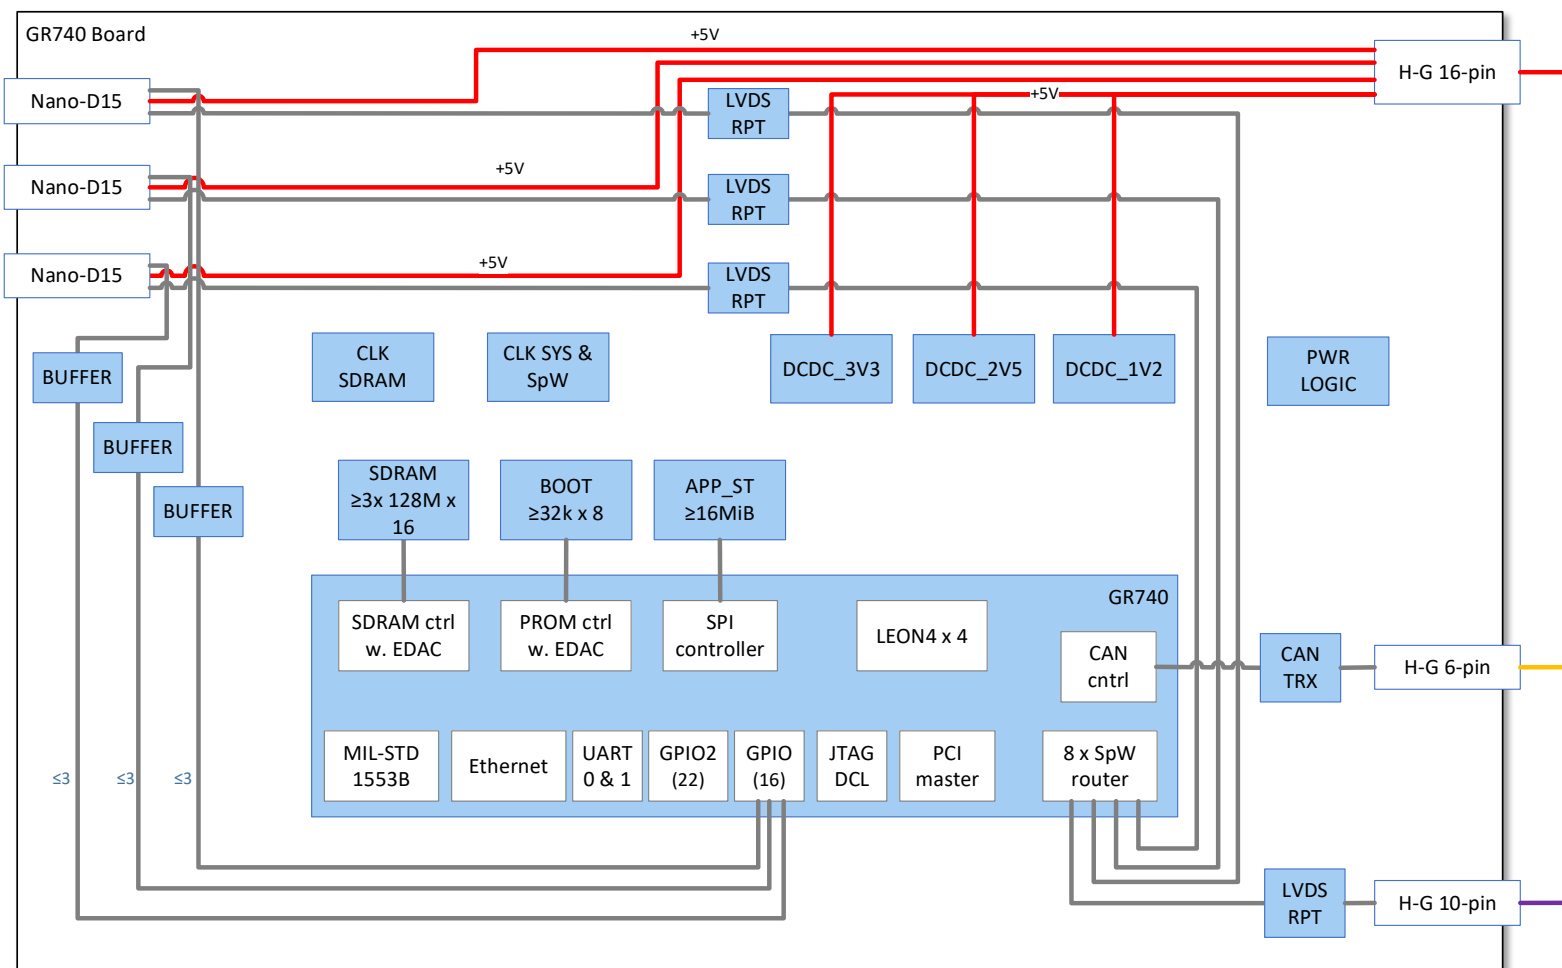 GR740 Board
+5V
H-G 16-pin
Nano-D15
LVDS
RPT
+5V
Nano-D15
+5V
LVDS
RPT
Nano-D15
+5V
LVDS
RPT
BUFFER
CLK
SDRAM
CLK SYS &
SpW
DCDC_3V3
DCDC_2V5
DCDC_1V2
PWR
LOGIC
BUFFER
BUFFER
SDRAM
≥3x 128M x
16
BOOT
≥32k x 8
APP_ST
≥16MiB
GR740
SDRAM ctrl
w. EDAC
PROM ctrl
w. EDAC
SPI
controller
LEON4 x 4
CAN
cntrl
CAN
TRX
H-G 6-pin
≤3
≤3
≤3
MIL-STD
1553B
Ethernet
UART
0 & 1
GPIO2
(22)
GPIO
(16)
JTAG
DCL
PCI
master
8 x SpW
router
LVDS
RPT
H-G 10-pin